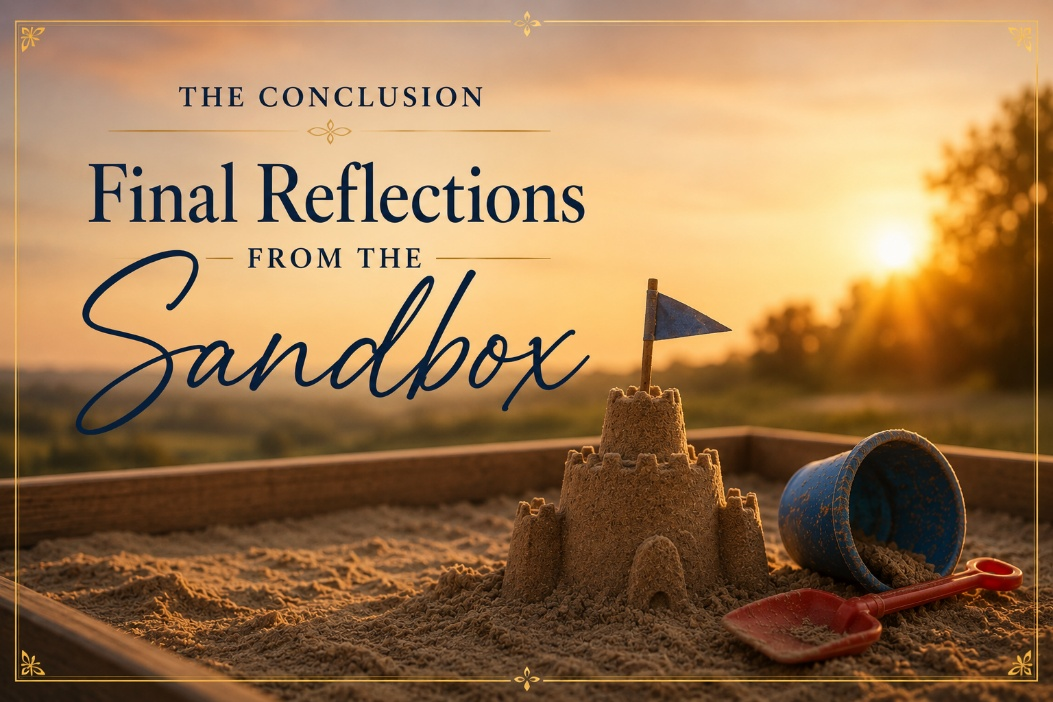 THE CONCLUSION
Final Reflections
FROM THE
Sandbox